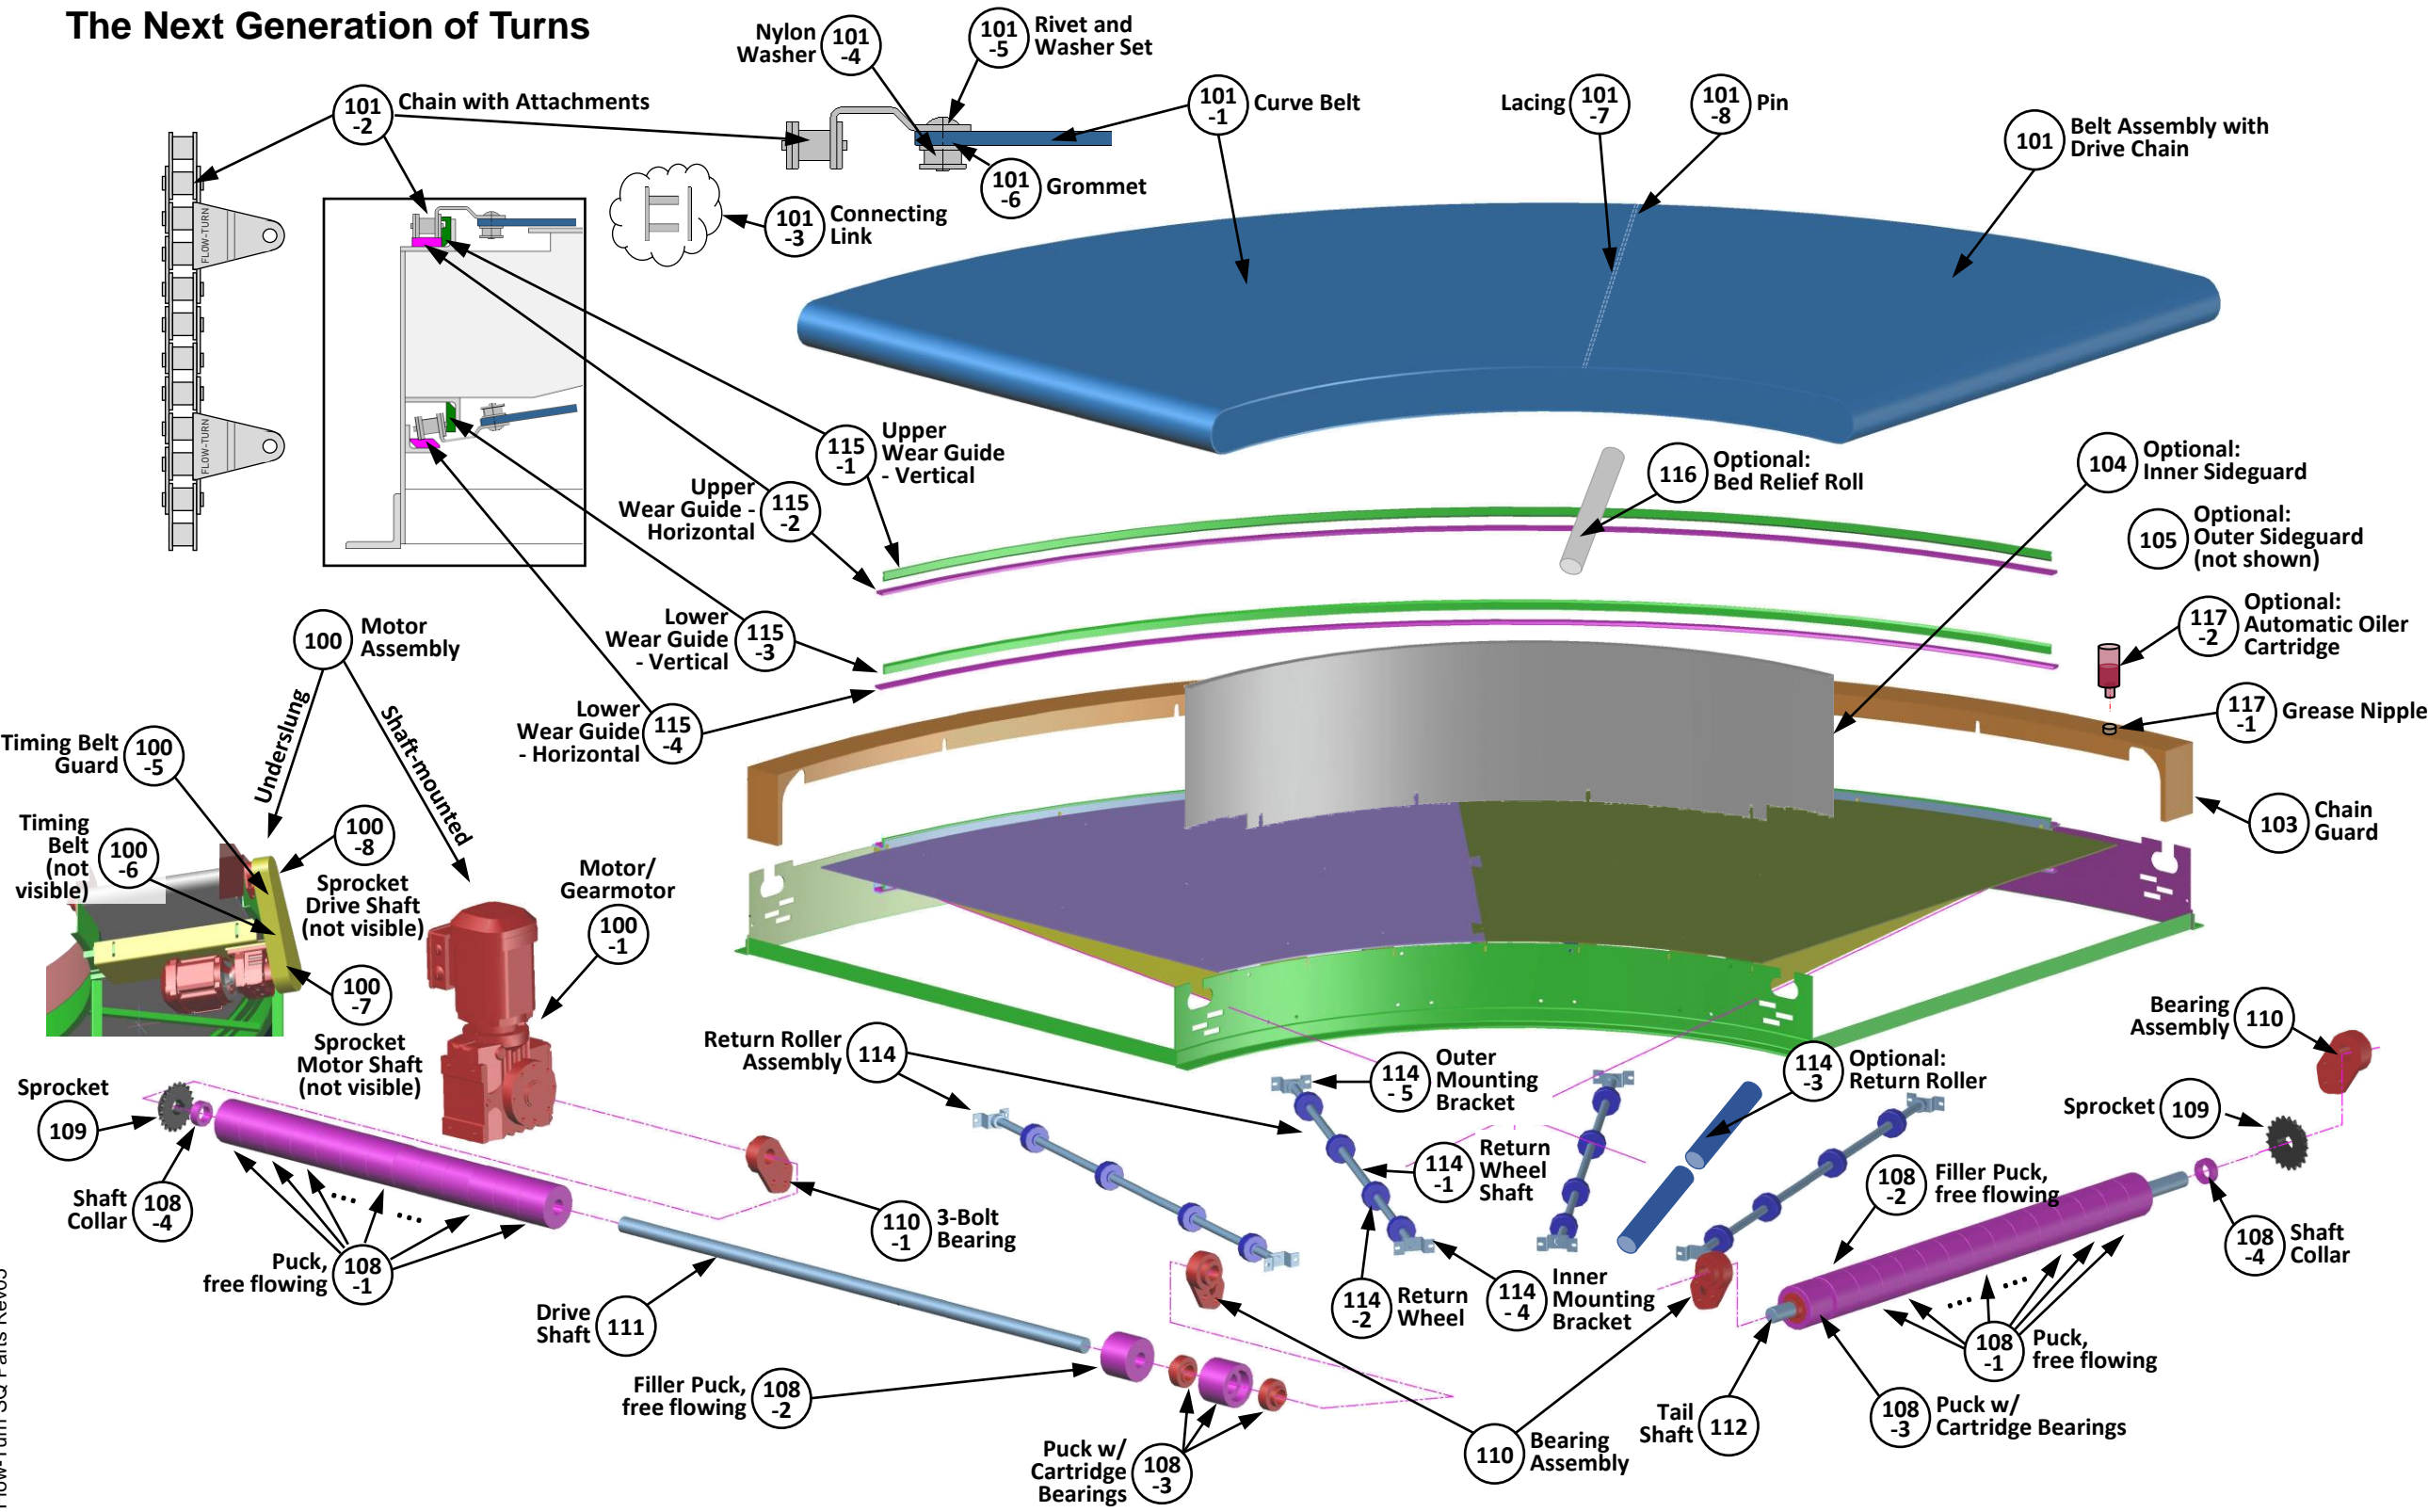 The Next Generation of Turns
Nylon
Washer
101
-4
101
-5
Rivet and
Washer Set
101
-2
Chain with Attachments
101
-1
Curve Belt
Lacing
101
-7
101
-8
Pin
101
Belt Assembly with
Drive Chain
101
-6
Grommet
101
-3
Connecting
Link
FLOW-TURN
FLOW-TURN
115
-1
Upper
Wear Guide
- Vertical
Upper
Wear Guide -
Horizontal
115
-2
116
Optional:
Bed Relief Roll
104
Optional:
Inner Sideguard
105
Optional:
Outer Sideguard
(not shown)
117
-2
Optional:
Automatic Oiler
Cartridge
Lower
Wear Guide
- Vertical
115
-3
Lower
Wear Guide
- Horizontal
115
-4
117
-1
Grease Nipple
103
Chain
Guard
100
Motor
Assembly
Underslung
Shaft-mounted
Timing Belt
Guard
100
-5
Timing
Belt
(not
visible)
100
-6
100
-8
Sprocket
Drive Shaft
(not visible)
Motor/
Gearmotor
100
-1
100
-7
Sprocket
Motor Shaft
(not visible)
Return Roller
Assembly
114
114
- 5
Outer
Mounting
Bracket
114
-3
Optional:
Return Roller
Bearing
Assembly
110
Sprocket
109
Sprocket
109
114
-1
Return
Wheel
Shaft
108
-2
Filler Puck,
free flowing
Shaft
Collar
108
-4
110
-1
3-Bolt
Bearing
108
-4
Shaft
Collar
Puck,
free flowing
108
-1
Drive
Shaft
111
114
-2
Return
Wheel
114
- 4
Inner
Mounting
Bracket
108
-1
Puck,
free flowing
Filler Puck,
free flowing
108
-2
Tail
Shaft
112
108
-3
Puck w/
Cartridge Bearings
Puck w/
Cartridge
Bearings
108
-3
110
Bearing
Assembly
Flow-Turn SQ Parts Rev05